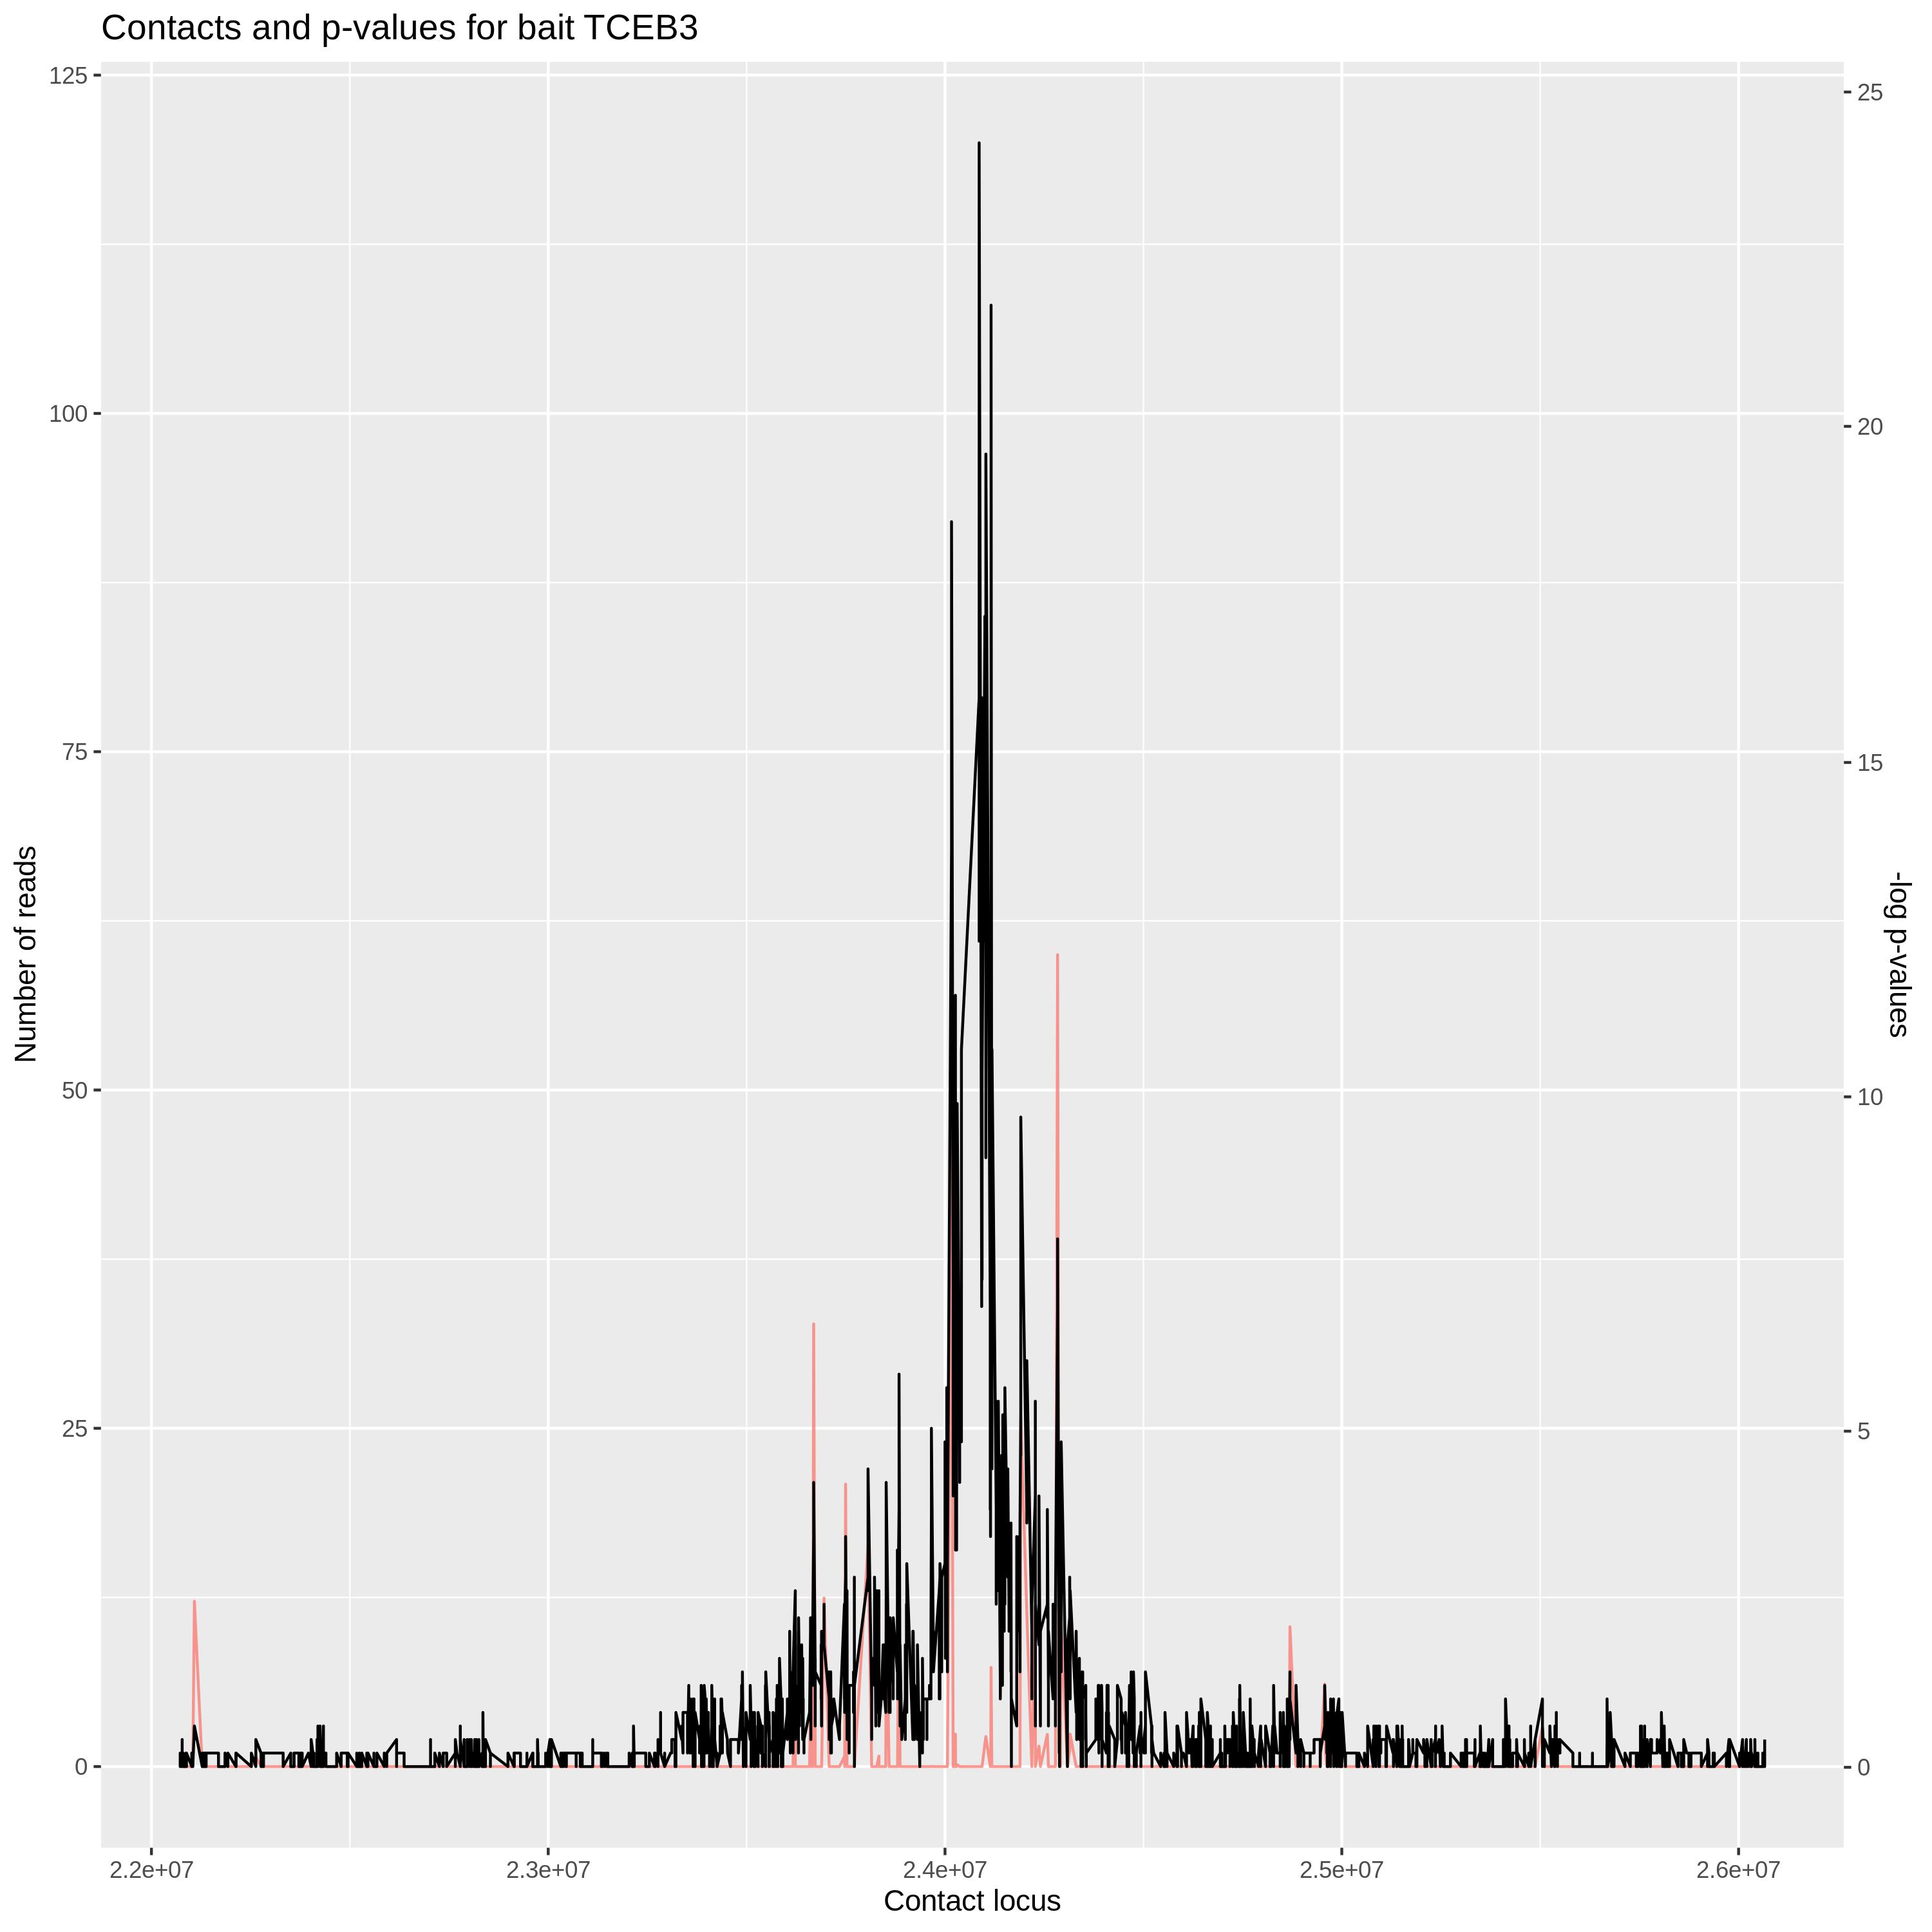 Contacts and p-values for bait TCEB3
125
100
75
50
25
0
Number of reads
25
20
15
10
5
0
-log p-values
2.2e+07
2.3e+07
2.4e+07
2.5e+07
2.6e+07
Contact locus